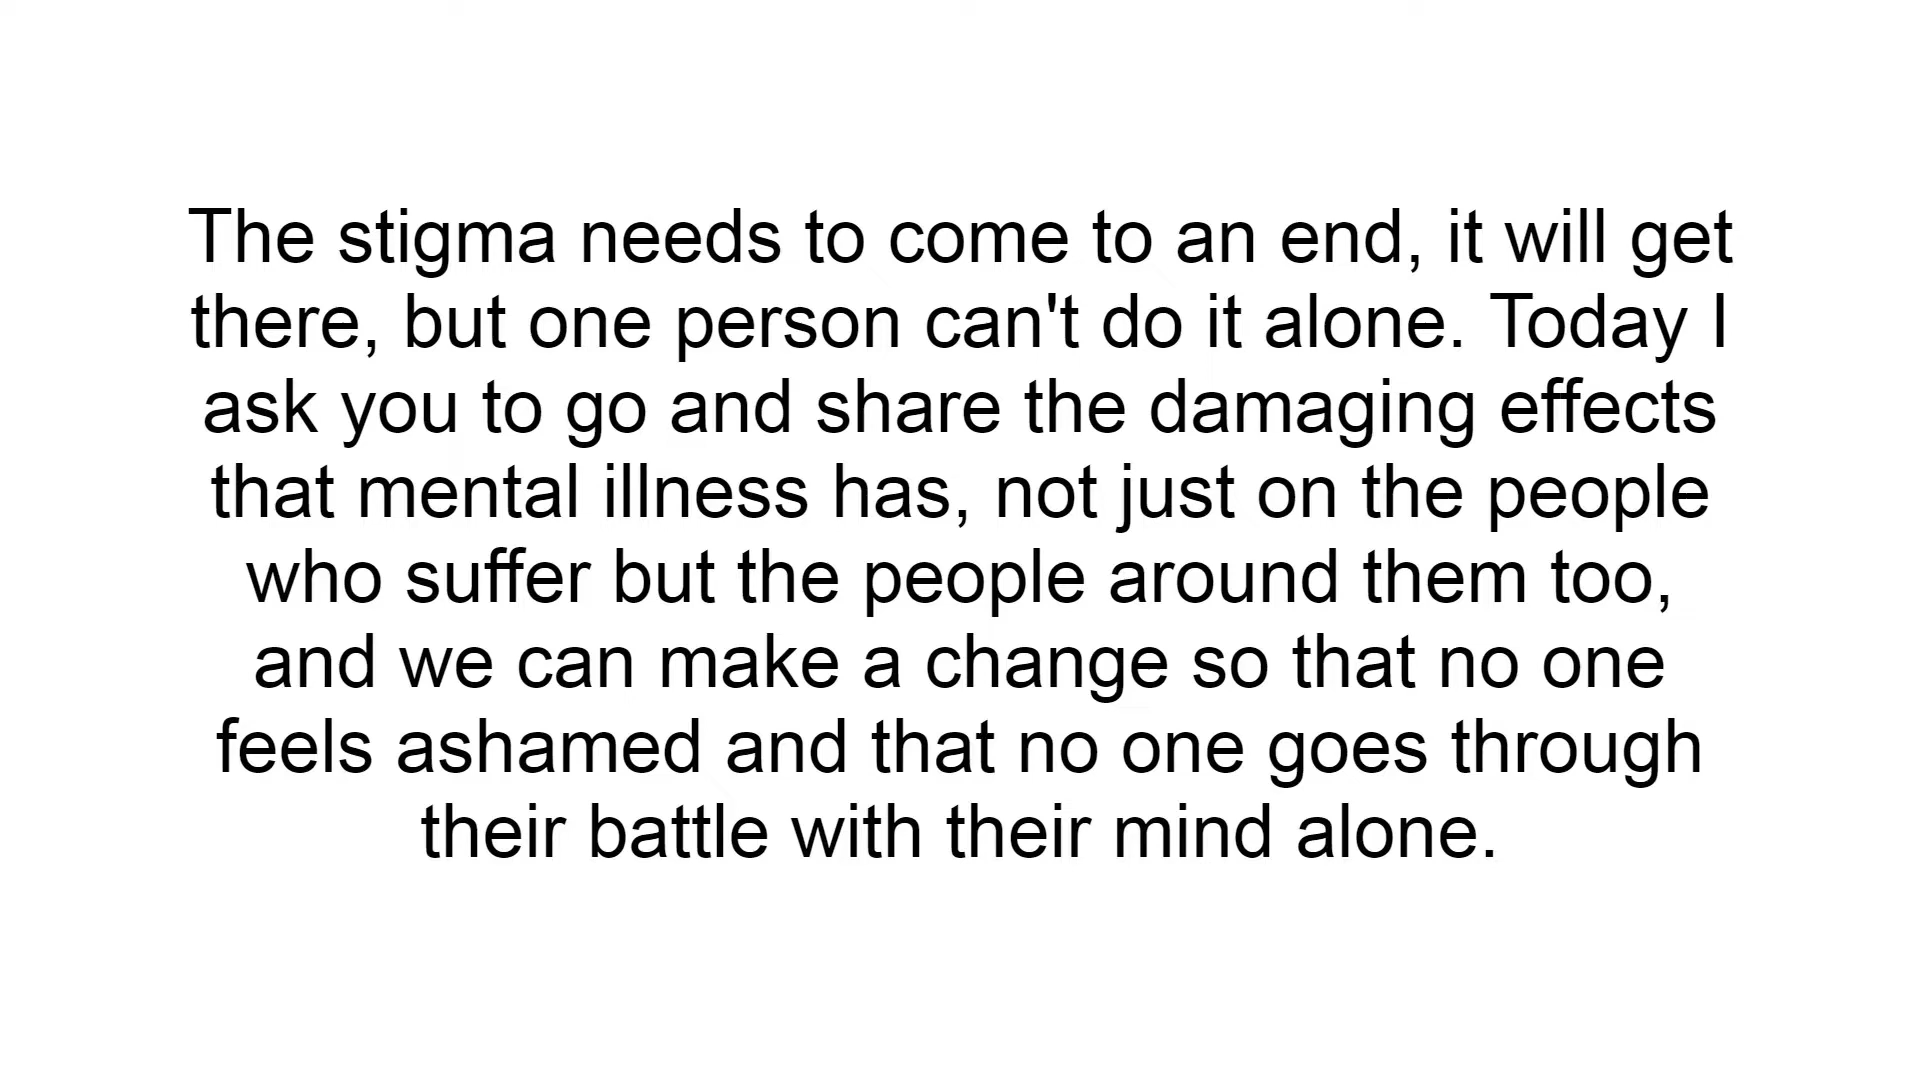 The stigma needs to come to an end, it will get
there, but one person can't do it alone. Today I
ask you to go and share the damaging effects
that mental illness has, not just on the people
who suffer but the people around them too,
and we can make a change so that no one
feels ashamed and that no one goes through
their battle with their mind alone.